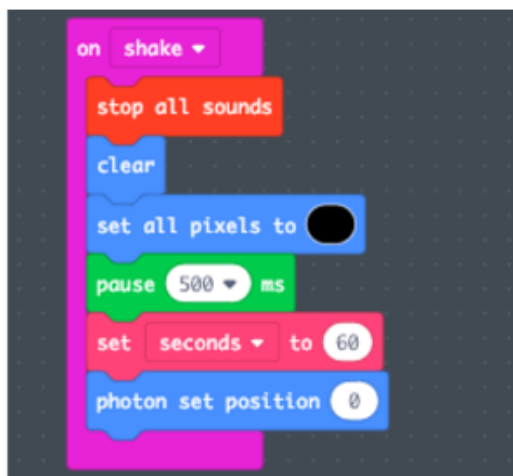 on shake
stop all sounds
clear
set all pixels to
pause 500 ms
set seconds to 60
photon set position 0